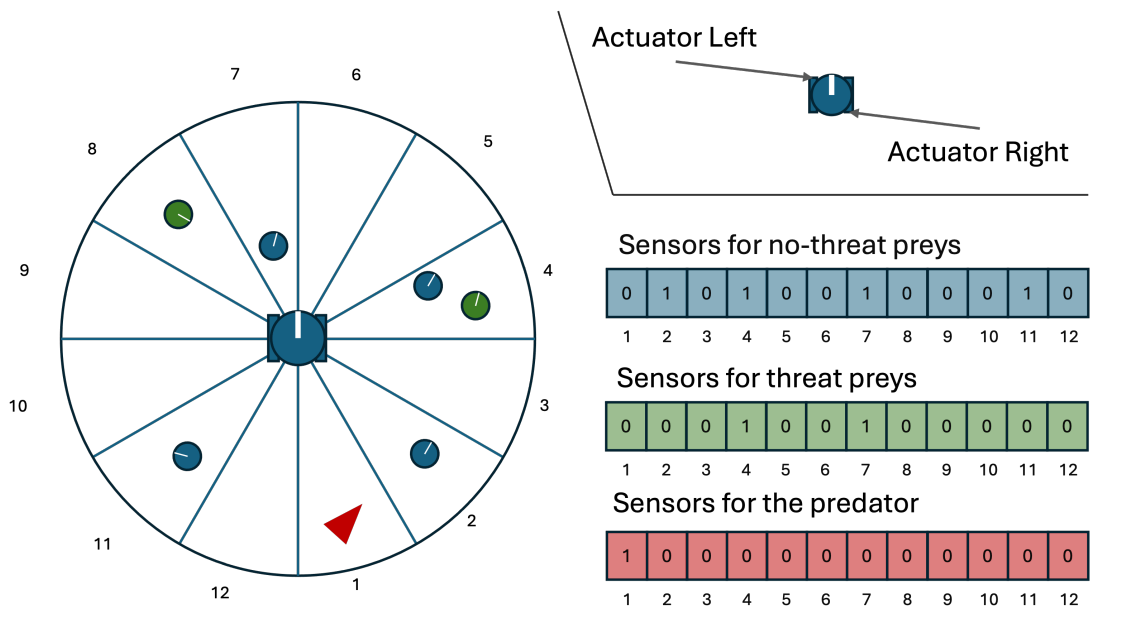 7 6
8 5
9 4
10 3
11 2
12 1
Actuator Left
Actuator Right
Sensors for no-threat preys
0 1 0 1 0 0 1 0 0 0 1 0
1 2 3 4 5 6 7 8 9 10 11 12
Sensors for threat preys
0 0 0 1 0 0 1 0 0 0 0 0
1 2 3 4 5 6 7 8 9 10 11 12
Sensors for the predator
1 0 0 0 0 0 0 0 0 0 0 0
1 2 3 4 5 6 7 8 9 10 11 12